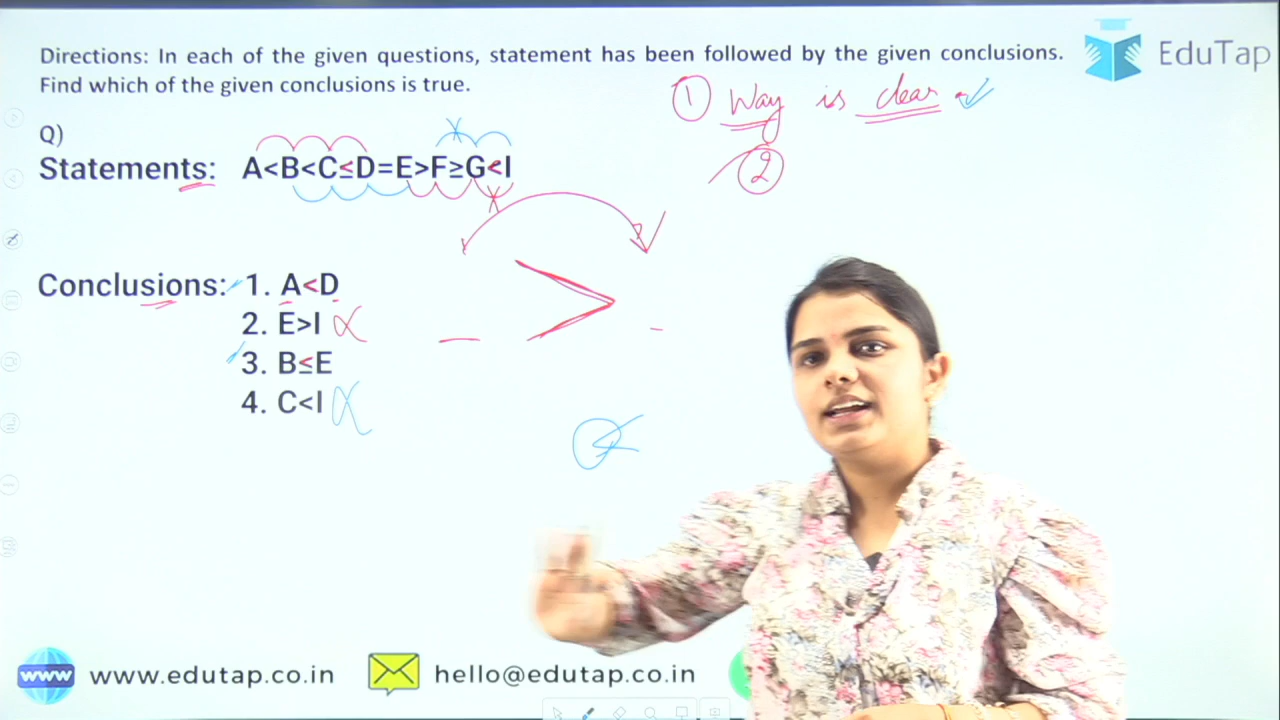 Directions: In each of the given questions, statement has been followed by the given conclusions.
Find which of the given conclusions is true.
EduTap
① Way is clear
Q)
②
Statements: A<B<C≤D=E>F≥G<I
Conclusions: 1. A<D
2. E>I
3. B≤E
4. C<I
>
www www.edutap.co.in hello@edutap.co.in